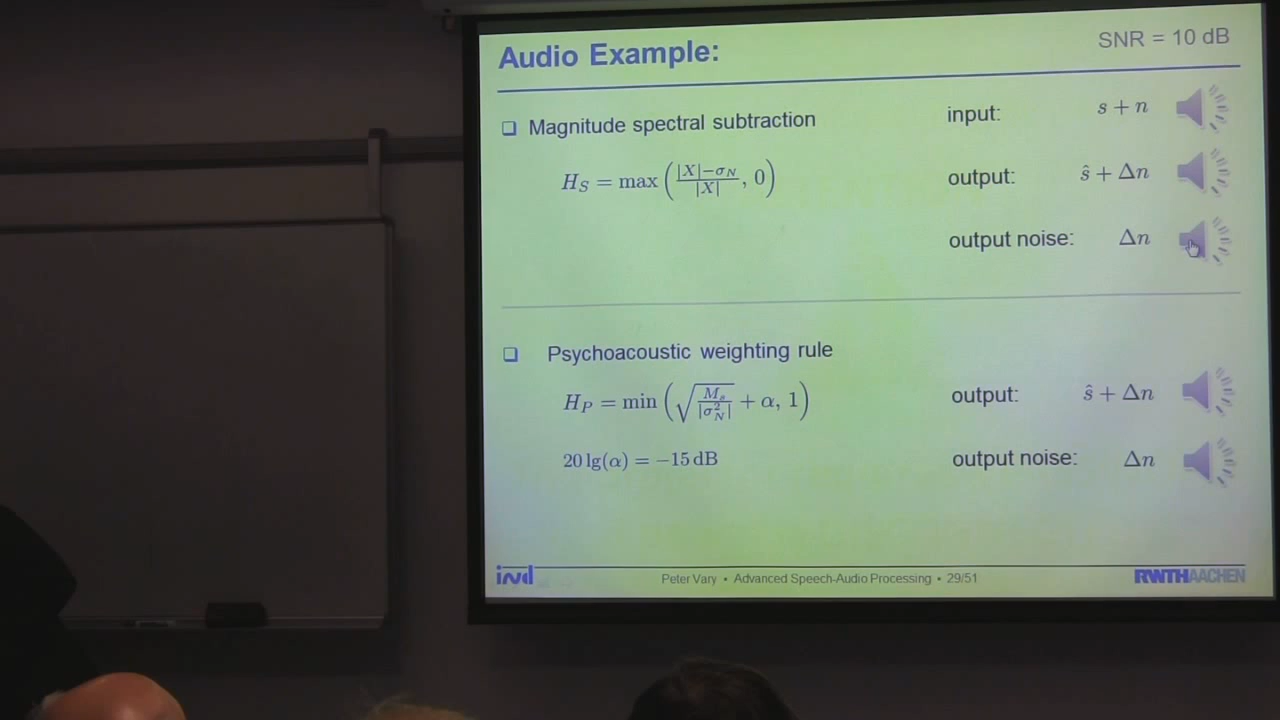 Audio Example:
SNR = 10 dB
❑ Magnitude spectral subtraction
input: s + n
H_S = max(|X|−σ_N / |X|, 0)
output: ŝ + Δn
output noise: Δn
❑ Psychoacoustic weighting rule
H_P = min(√(M_s / |σ_N^2|) + α, 1)
output: ŝ + Δn
20 lg(α) = −15 dB
output noise: Δn
ind
Peter Vary • Advanced Speech-Audio Processing • 29/51
RWTHAACHEN